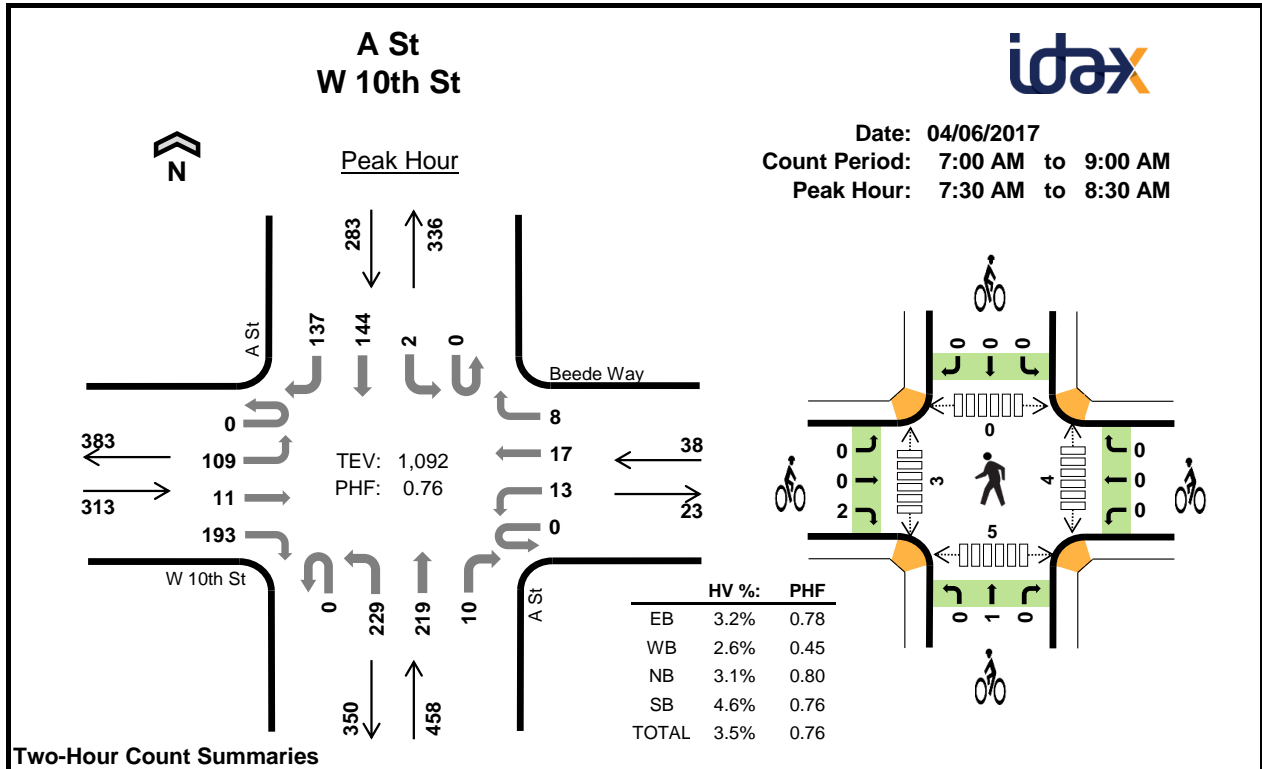 A St
W 10th St
idax
N
Peak Hour
Date: 04/06/2017
Count Period: 7:00 AM to 9:00 AM
Peak Hour: 7:30 AM to 8:30 AM
283
336
A St
137
144
2
0
Beede Way
0
109
11
193
383
313
TEV: 1,092
PHF: 0.76
8
17
13
0
38
23
W 10th St
0
229
219
10
A St
350
458
HV %: PHF
EB 3.2% 0.78
WB 2.6% 0.45
NB 3.1% 0.80
SB 4.6% 0.76
TOTAL 3.5% 0.76
0 0 0
0
0
0
2
3
4
5
0
0
0
0 1 0
Two-Hour Count Summaries